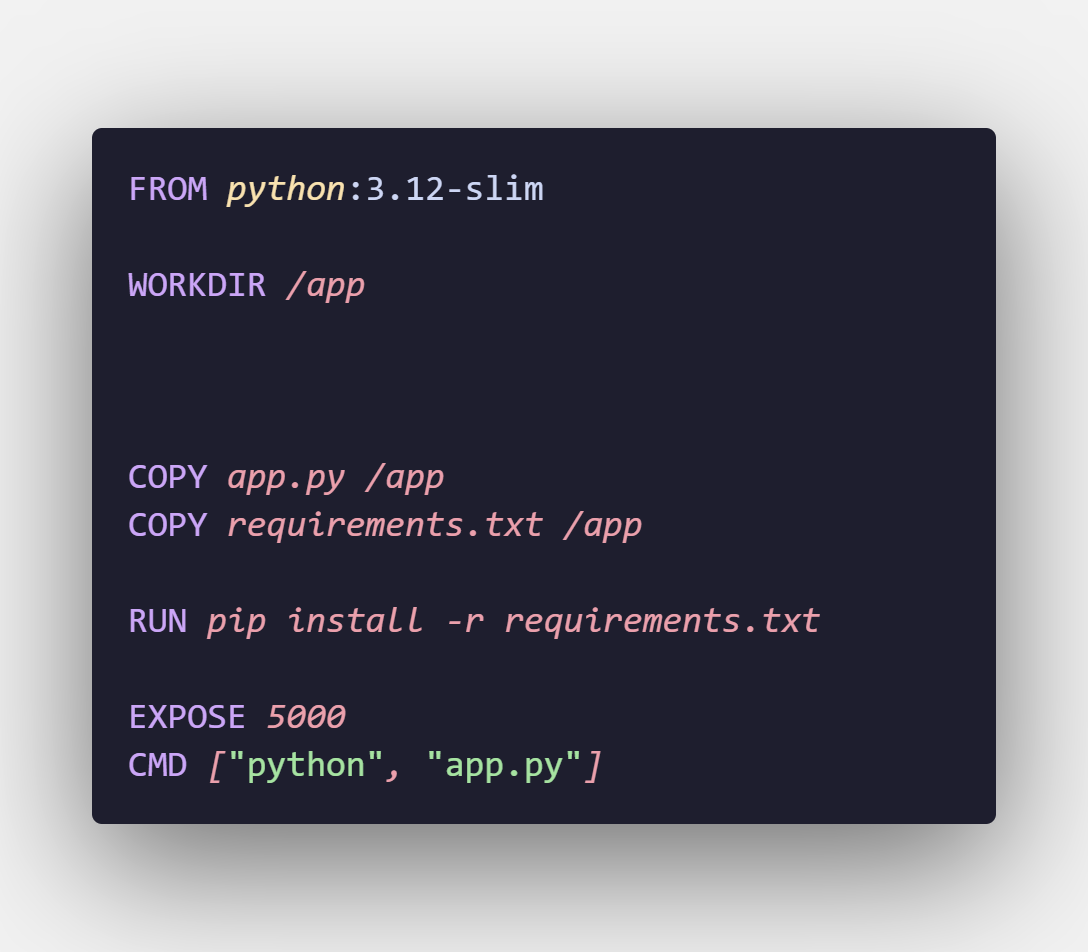 FROM python:3.12-slim
WORKDIR /app
COPY app.py /app
COPY requirements.txt /app
RUN pip install -r requirements.txt
EXPOSE 5000
CMD ["python", "app.py"]